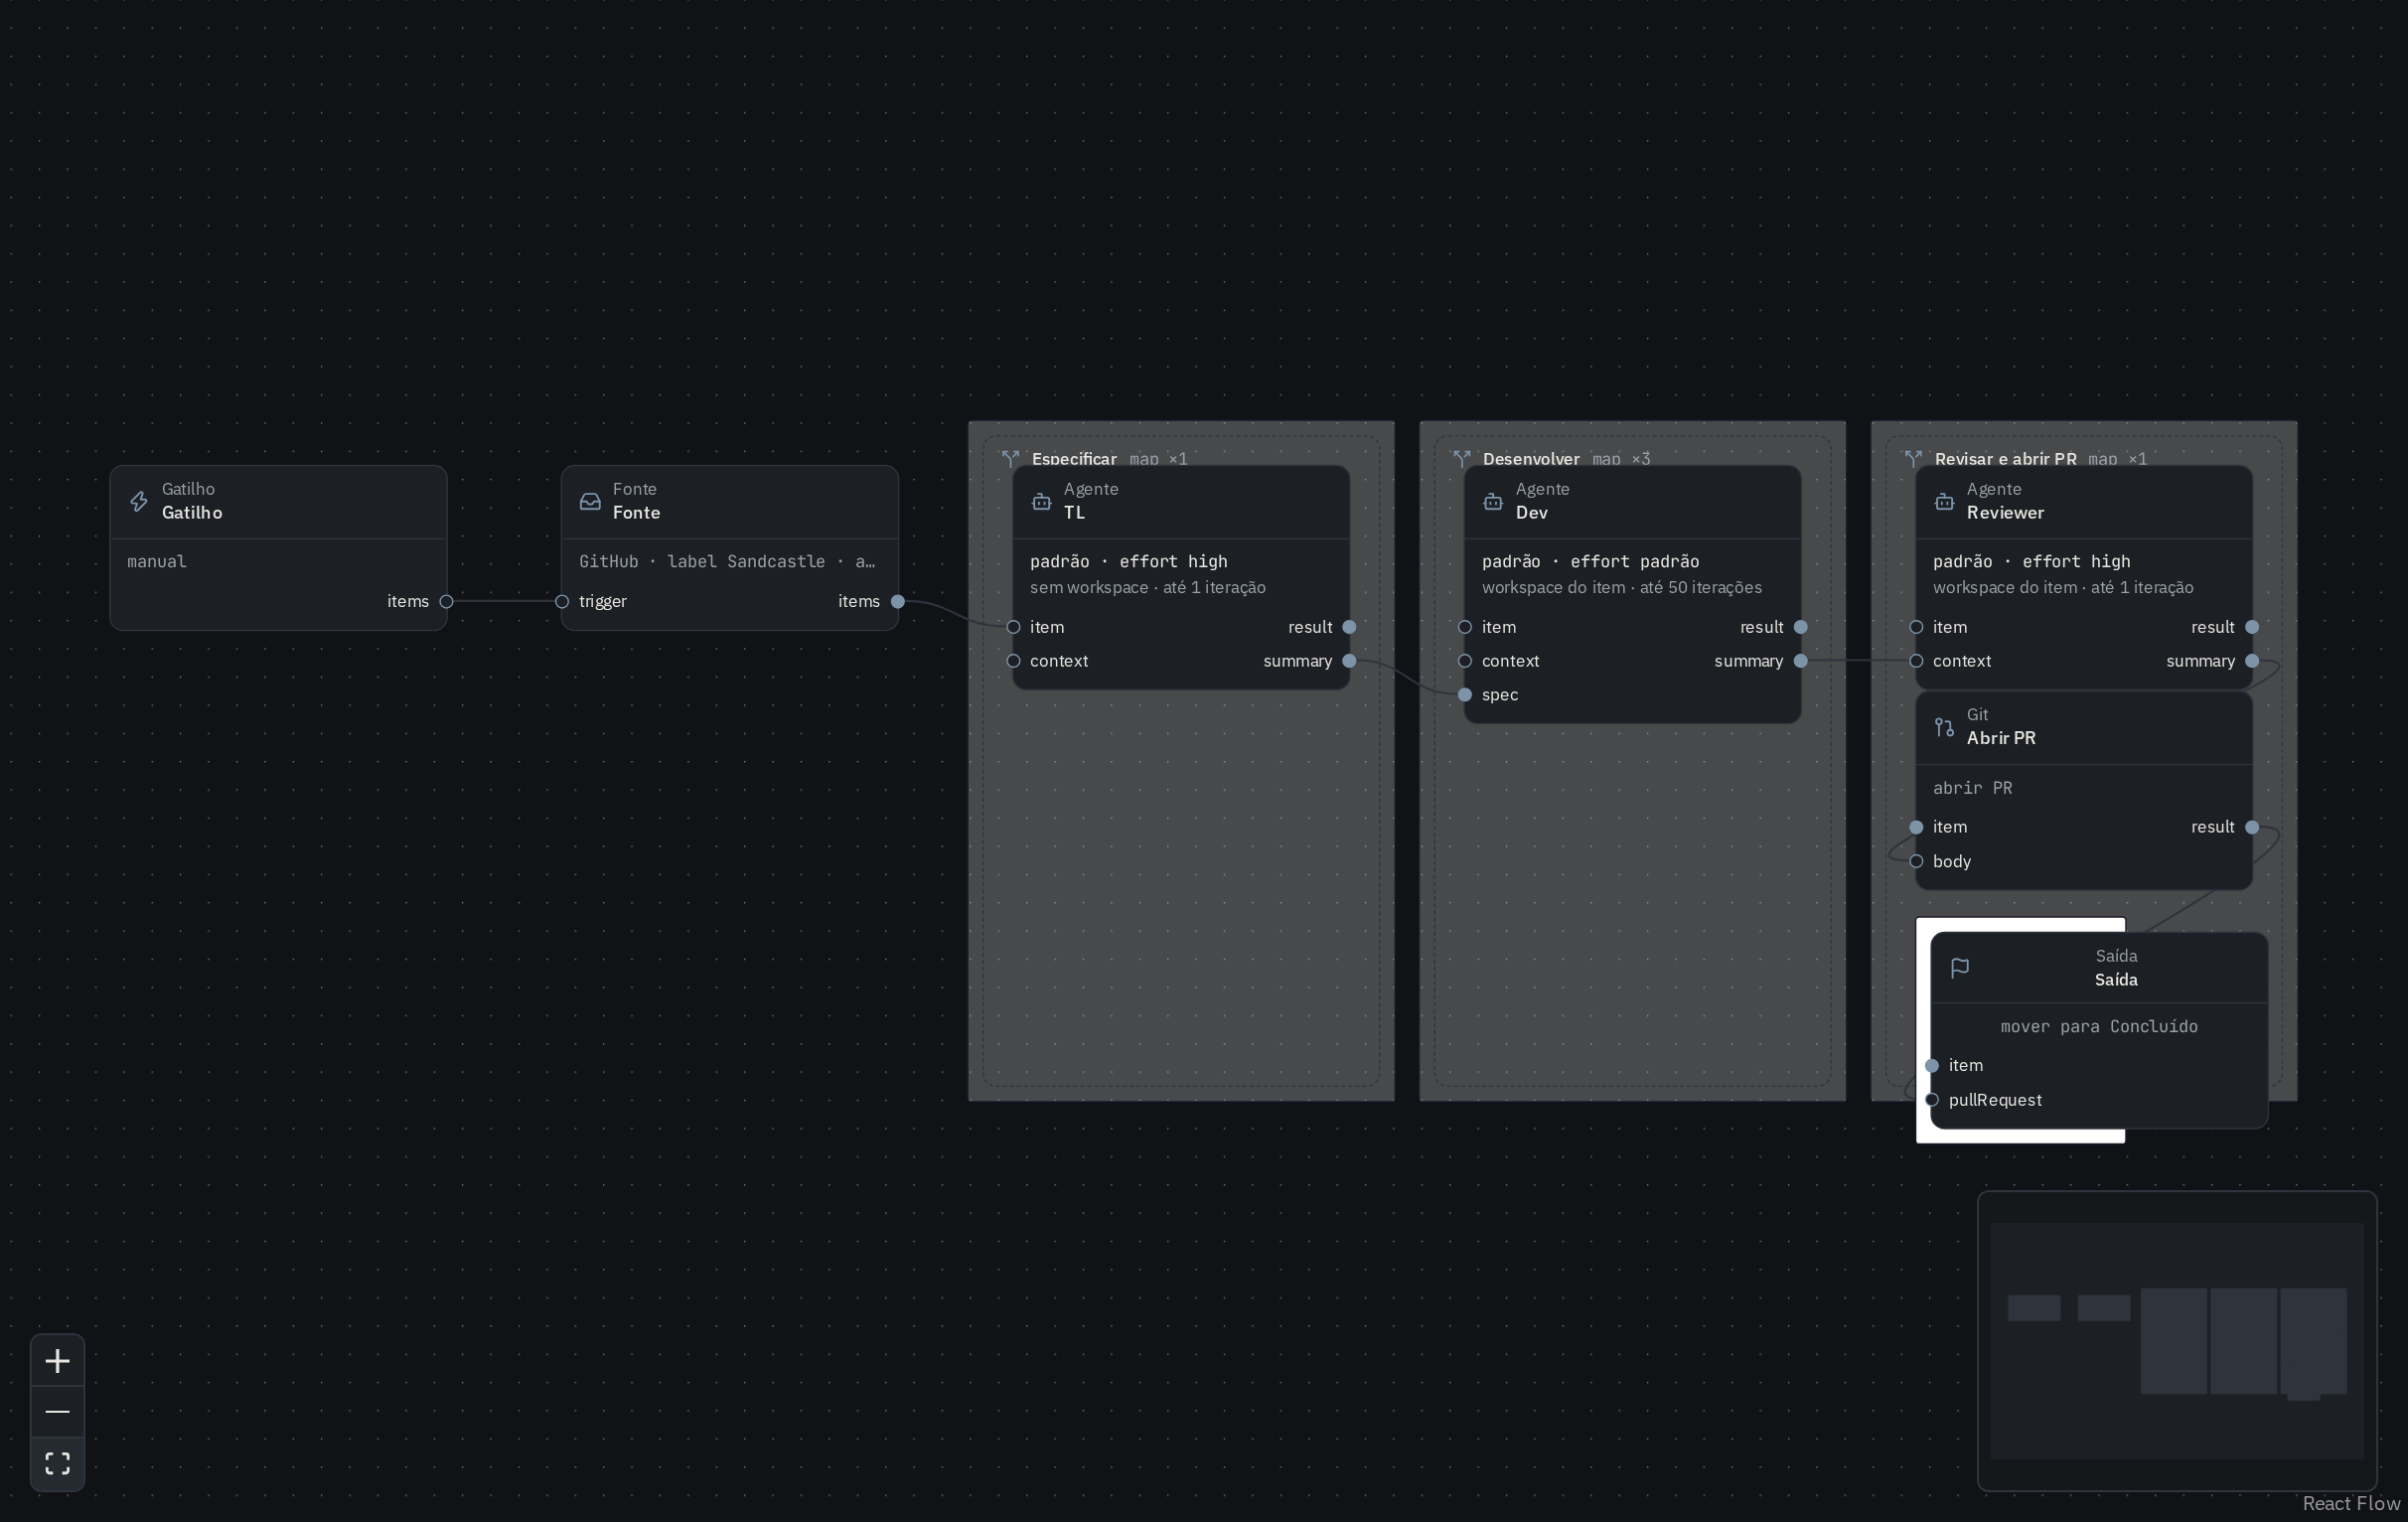 Gatilho
Gatilho
manual
items
Fonte
Fonte
GitHub · label Sandcastle · a…
trigger
items
Especificar map ×1
Agente
TL
padrão · effort high
sem workspace · até 1 iteração
item
result
context
summary
Desenvolver map ×3
Agente
Dev
padrão · effort padrão
workspace do item · até 50 iterações
item
result
context
summary
spec
Revisar e abrir PR map ×1
Agente
Reviewer
padrão · effort high
workspace do item · até 1 iteração
item
result
context
summary
Git
Abrir PR
abrir PR
item
result
body
Saída
Saída
mover para Concluído
item
pullRequest
React Flow